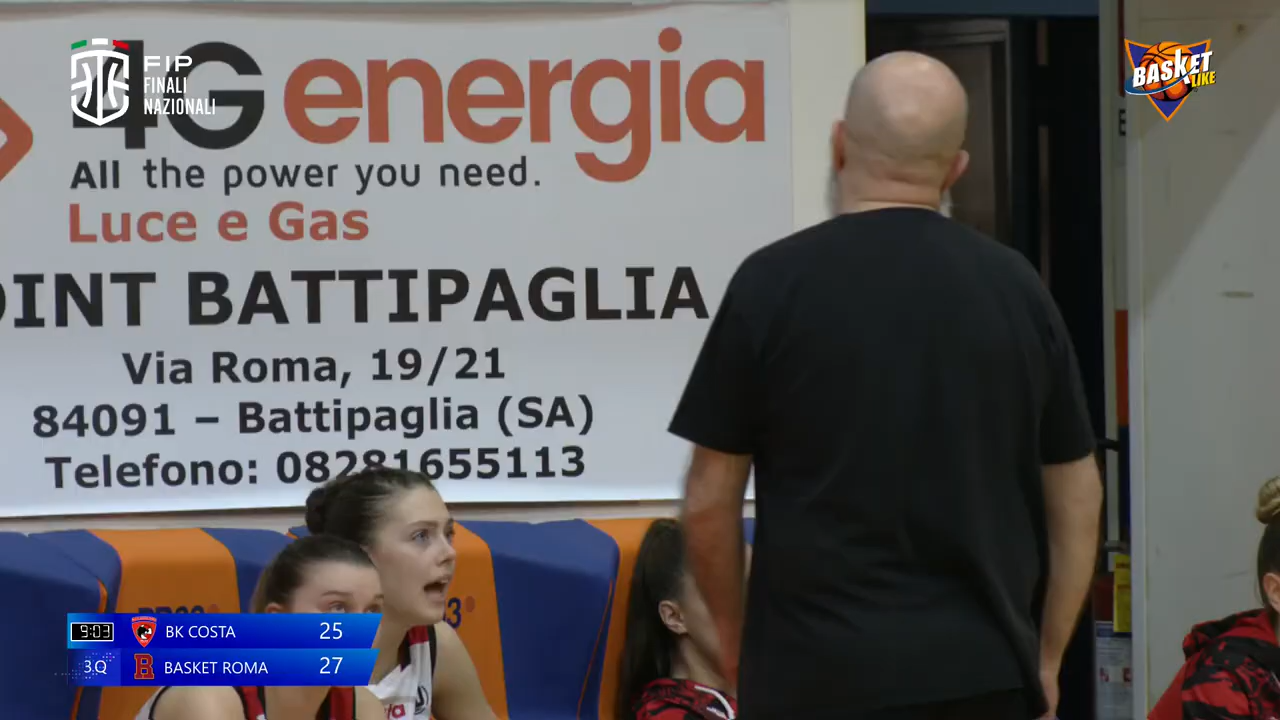 FIP
FINALI
NAZIONALI
4G energia
All the power you need.
Luce e Gas
OINT BATTIPAGLIA
Via Roma, 19/21
84091 – Battipaglia (SA)
Telefono: 08281655113
BASKET
LIKE
9:03 BK COSTA 25
3.Q BASKET ROMA 27